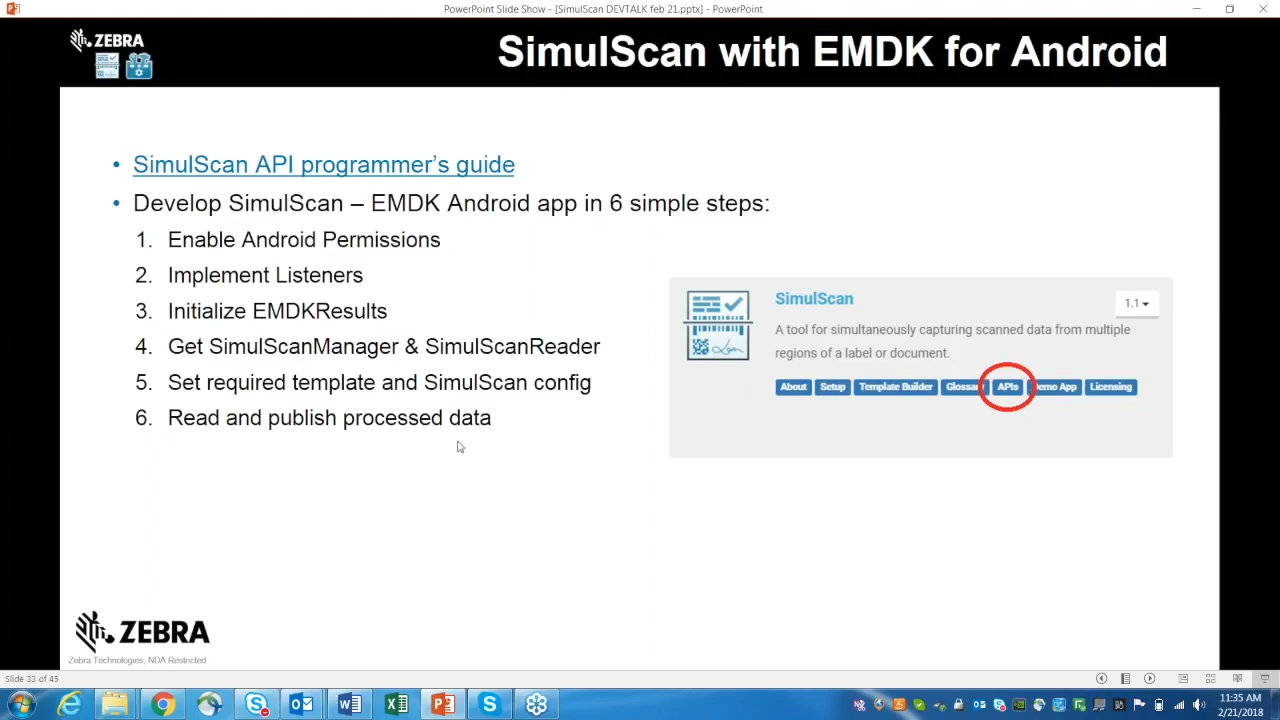 PowerPoint Slide Show - [SimulScan DEVTALK feb 21.pptx] - PowerPoint
ZEBRA
SimulScan with EMDK for Android
• SimulScan API programmer's guide
• Develop SimulScan – EMDK Android app in 6 simple steps:
1. Enable Android Permissions
2. Implement Listeners
3. Initialize EMDKResults
4. Get SimulScanManager & SimulScanReader
5. Set required template and SimulScan config
6. Read and publish processed data
SimulScan
1.1
A tool for simultaneously capturing scanned data from multiple
regions of a label or document.
About Setup Template Builder APIs App Licensing
ZEBRA
Zebra Technologies, NDA Restricted
Slide 33 of 45
11:35 AM
2/21/2018